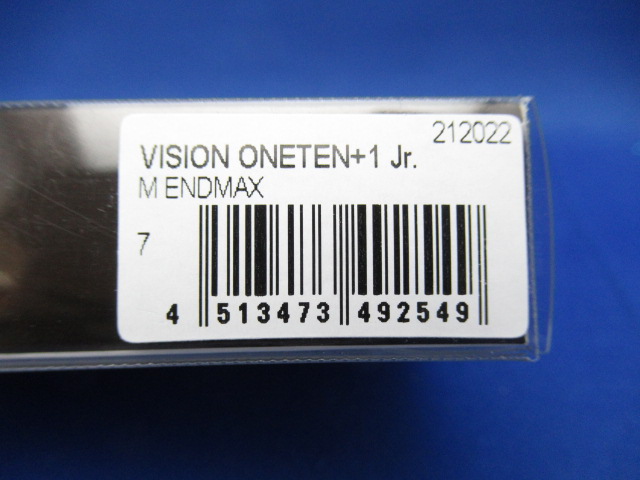 212022
VISION ONETEN+1 Jr.
M ENDMAX
7
4 513473 492549